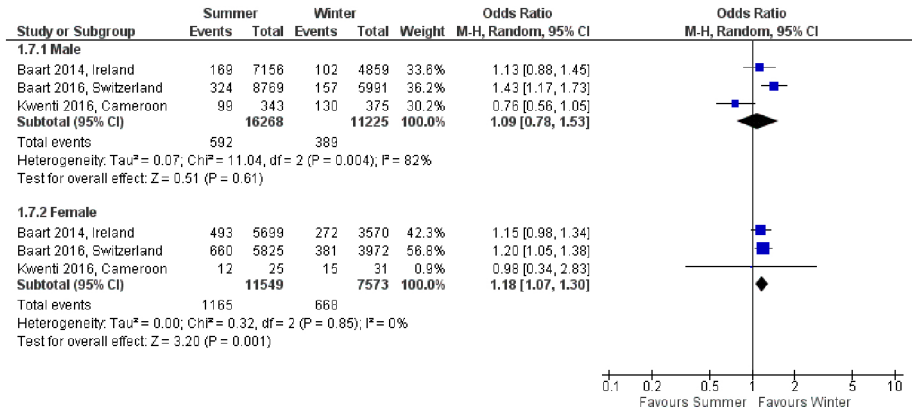 Summer Winter Odds Ratio Odds Ratio
Study or Subgroup Events Total Events Total Weight M-H, Random, 95% CI M-H, Random, 95% CI
1.7.1 Male
Baart 2014, Ireland 169 7156 102 4859 33.6% 1.13 [0.88, 1.45]
Baart 2016, Switzerland 324 8769 157 5991 36.2% 1.43 [1.17, 1.73]
Kwenti 2016, Cameroon 99 343 130 375 30.2% 0.76 [0.56, 1.05]
Subtotal (95% CI) 16268 11225 100.0% 1.09 [0.78, 1.53]
Total events 592 389
Heterogeneity: Tau² = 0.07; Chi² = 11.04, df = 2 (P = 0.004); I² = 82%
Test for overall effect: Z = 0.51 (P = 0.61)
1.7.2 Female
Baart 2014, Ireland 493 5699 272 3570 42.3% 1.15 [0.98, 1.34]
Baart 2016, Switzerland 660 5825 381 3972 56.8% 1.20 [1.05, 1.38]
Kwenti 2016, Cameroon 12 25 15 31 0.9% 0.98 [0.34, 2.83]
Subtotal (95% CI) 11549 7573 100.0% 1.18 [1.07, 1.30]
Total events 1165 668
Heterogeneity: Tau² = 0.00; Chi² = 0.32, df = 2 (P = 0.85); I² = 0%
Test for overall effect: Z = 3.20 (P = 0.001)
0.1 0.2 0.5 1 2 5 10
Favours Summer Favours Winter